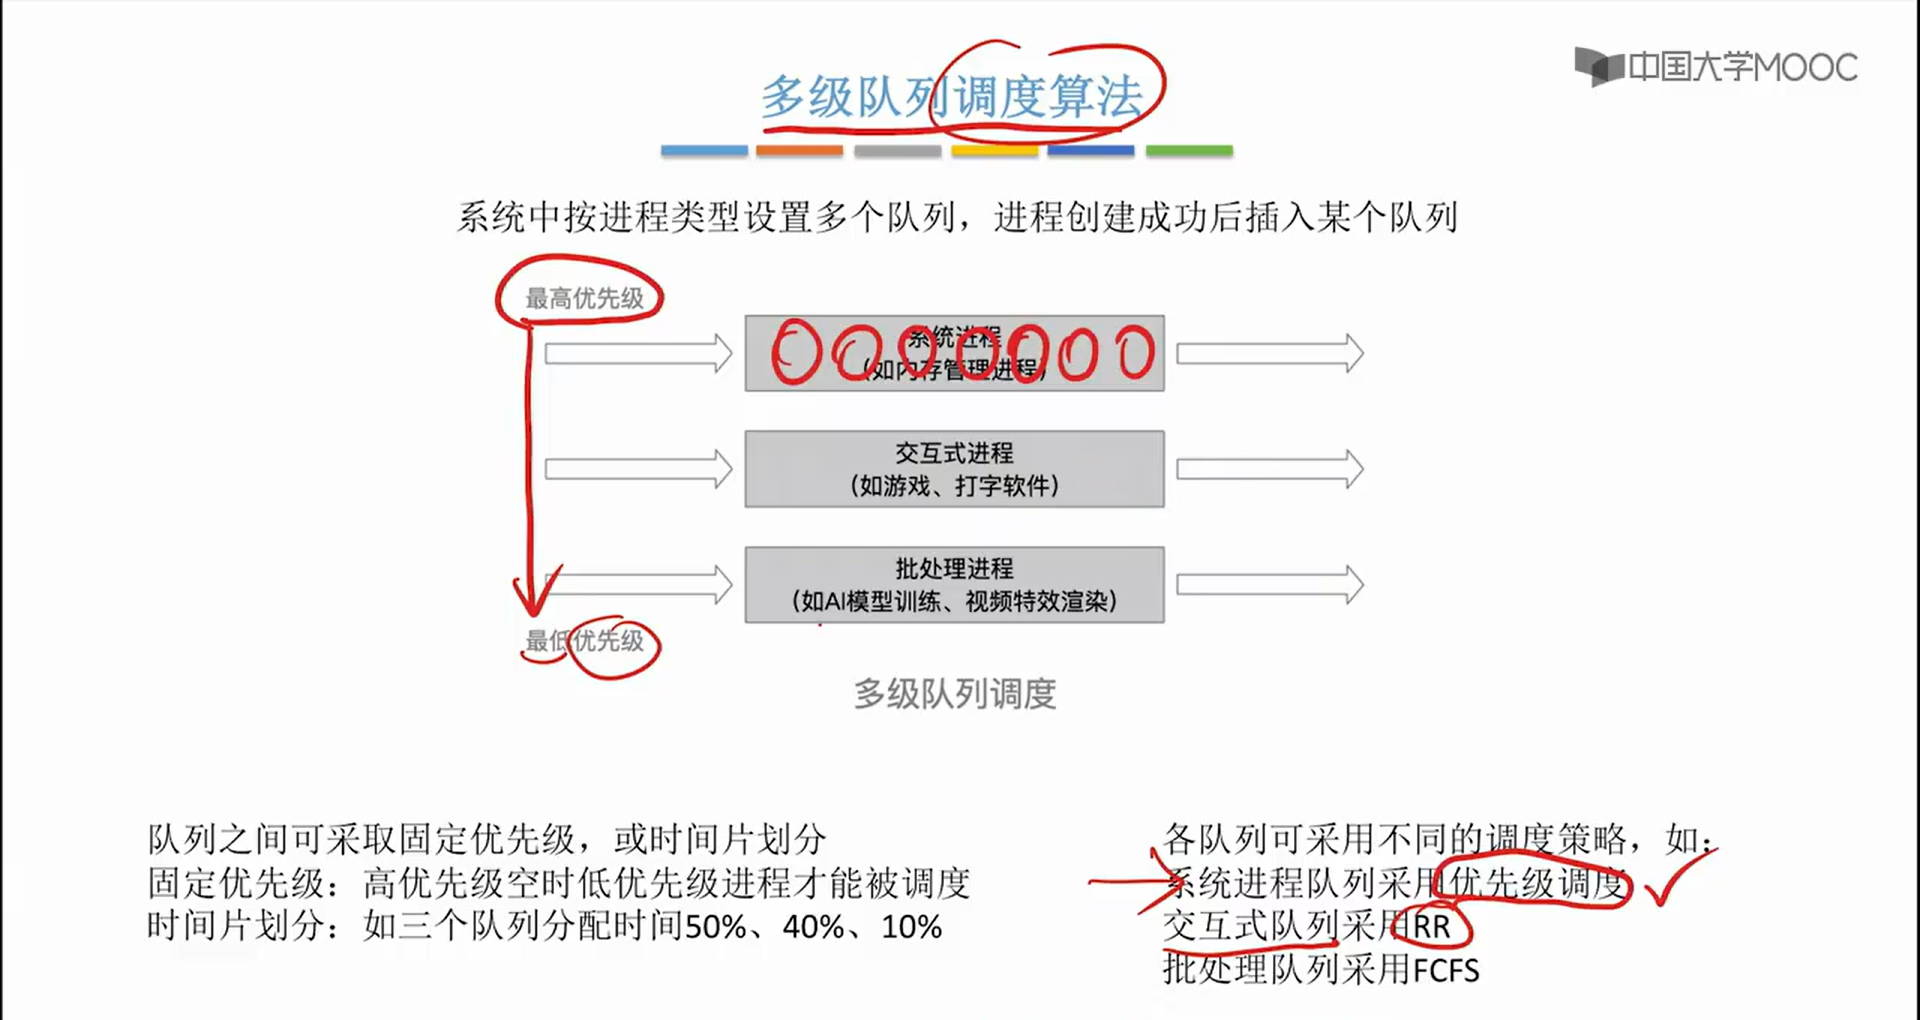 中国大学MOOC
多级队列调度算法
系统中按进程类型设置多个队列，进程创建成功后插入某个队列
最高优先级
系统进程
（如内存管理进程）
交互式进程
（如游戏、打字软件）
批处理进程
（如AI模型训练、视频特效渲染）
最低优先级
多级队列调度
队列之间可采取固定优先级，或时间片划分
固定优先级：高优先级空时低优先级进程才能被调度
时间片划分：如三个队列分配时间50%、40%、10%
各队列可采用不同的调度策略，如：
系统进程队列采用优先级调度
交互式队列采用RR
批处理队列采用FCFS